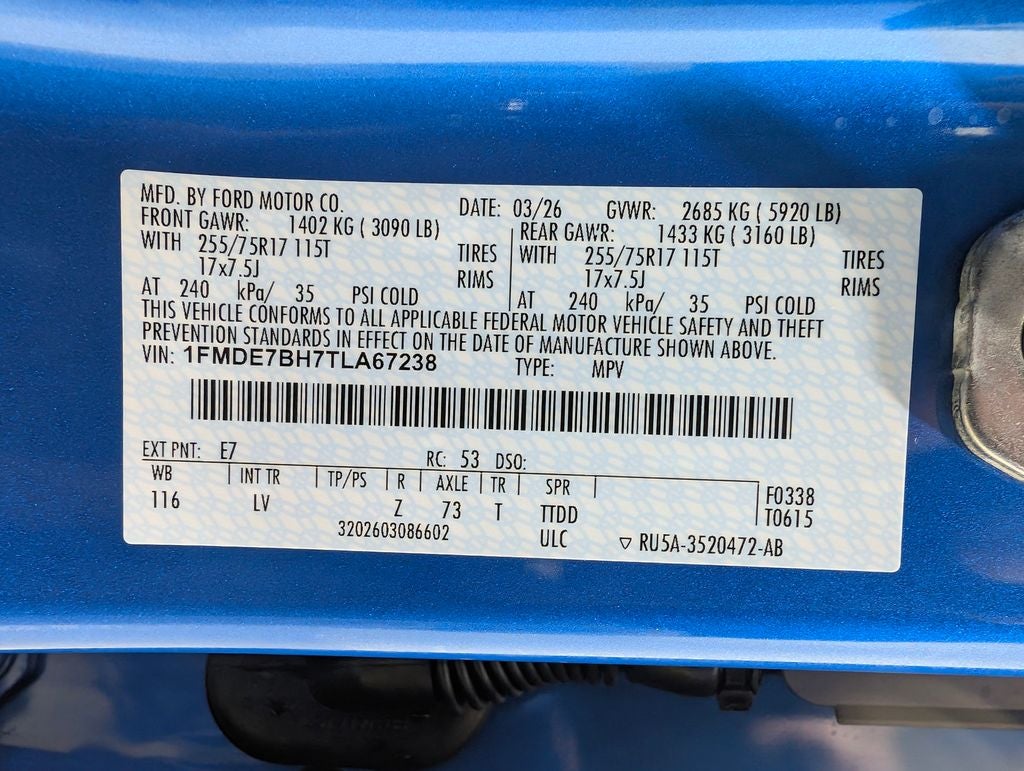 MFD. BY FORD MOTOR CO. DATE: 03/26 GVWR: 2685 KG ( 5920 LB)
FRONT GAWR: 1402 KG ( 3090 LB) REAR GAWR: 1433 KG ( 3160 LB)
WITH 255/75R17 115T TIRES WITH 255/75R17 115T TIRES
17x7.5J RIMS 17x7.5J RIMS
AT 240 kPa/ 35 PSI COLD AT 240 kPa/ 35 PSI COLD
THIS VEHICLE CONFORMS TO ALL APPLICABLE FEDERAL MOTOR VEHICLE SAFETY AND THEFT
PREVENTION STANDARDS IN EFFECT ON THE DATE OF MANUFACTURE SHOWN ABOVE.
VIN: 1FMDE7BH7TLA67238 TYPE: MPV
EXT PNT: E7 RC: 53 DSO:
WB INT TR TP/PS R AXLE TR SPR F0338
116 LV Z 73 T TTDD T0615
3202603086602 ULC ▽ RU5A-3520472-AB